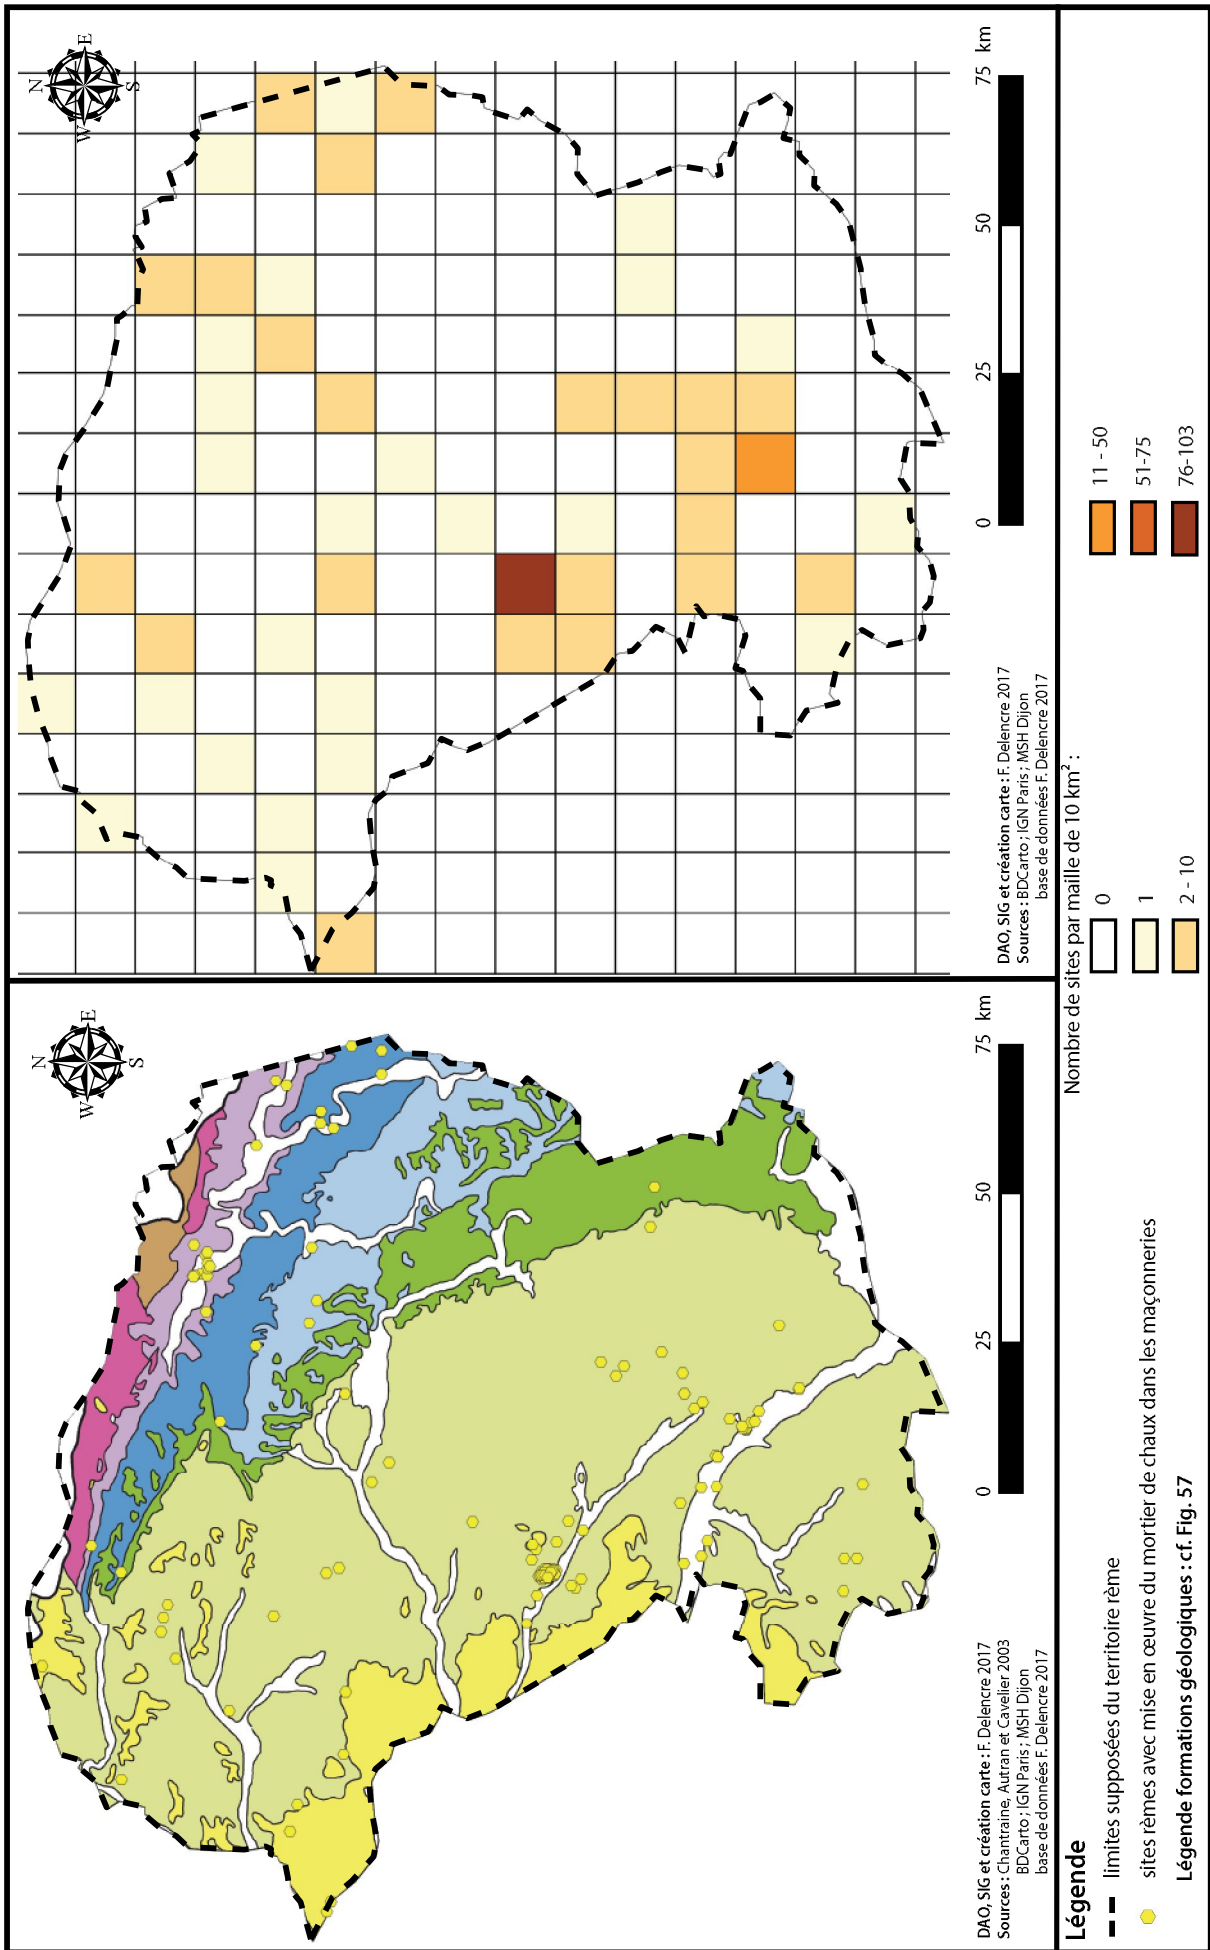 N
E
S
W
0
25
50
75
km
DAO, SIG et création carte : F. Delencre 2017
Sources : Chantraine, Autran et Cavelier 2003
BDCarto ; IGN Paris ; MSH Dijon
base de données F. Delencre 2017
N
E
S
W
0
25
50
75
km
DAO, SIG et création carte : F. Delencre 2017
Sources : BDCarto ; IGN Paris ; MSH Dijon
base de données F. Delencre 2017
Légende
limites supposées du territoire rème
sites rèmes avec mise en œuvre du mortier de chaux dans les maçonneries
Légende formations géologiques : cf. Fig. 57
Nombre de sites par maille de 10 km² :
0
1
2 - 10
11 - 50
51-75
76-103